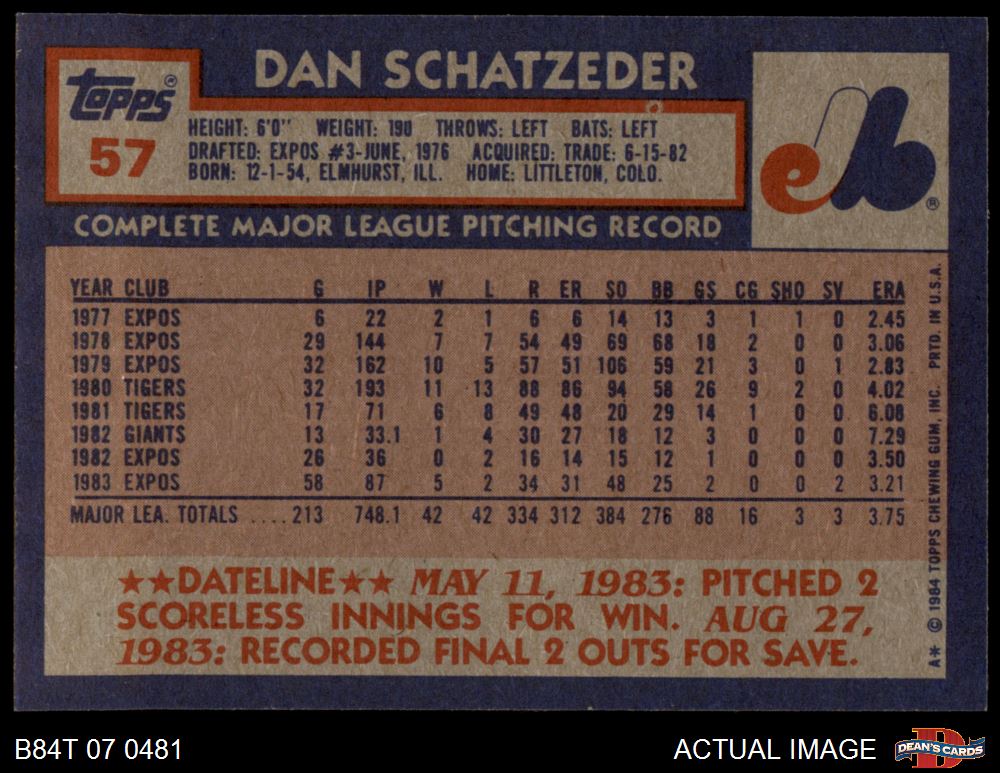 DAN SCHATZEDER
topps®
57
HEIGHT: 6'0" WEIGHT: 190 THROWS: LEFT BATS: LEFT
DRAFTED: EXPOS #3-JUNE, 1976 ACQUIRED: TRADE: 6-15-82
BORN: 12-1-54, ELMHURST, ILL. HOME: LITTLETON, COLO.
eb ®
COMPLETE MAJOR LEAGUE PITCHING RECORD
YEAR CLUB G IP W L R ER SO BB GS CG SHO SV ERA
1977 EXPOS 6 22 2 1 6 6 14 13 3 1 1 0 2.45
1978 EXPOS 29 144 7 7 54 49 69 68 18 2 0 0 3.06
1979 EXPOS 32 162 10 5 57 51 106 59 21 3 0 1 2.83
1980 TIGERS 32 193 11 13 88 86 94 58 26 9 2 0 4.02
1981 TIGERS 17 71 6 8 49 48 20 29 14 1 0 0 6.08
1982 GIANTS 13 33.1 1 4 30 27 18 12 3 0 0 0 7.29
1982 EXPOS 26 36 0 2 16 14 15 12 1 0 0 0 3.50
1983 EXPOS 58 87 5 2 34 31 48 25 2 0 0 2 3.21
MAJOR LEA. TOTALS ....213 748.1 42 42 334 312 384 276 88 16 3 3 3.75
★★DATELINE★★ MAY 11, 1983: PITCHED 2
SCORELESS INNINGS FOR WIN. AUG 27,
1983: RECORDED FINAL 2 OUTS FOR SAVE.
A* © 1984 TOPPS CHEWING GUM, INC. PRTD. IN U.S.A.
B84T 07 0481
ACTUAL IMAGE
D
DEAN'S CARDS